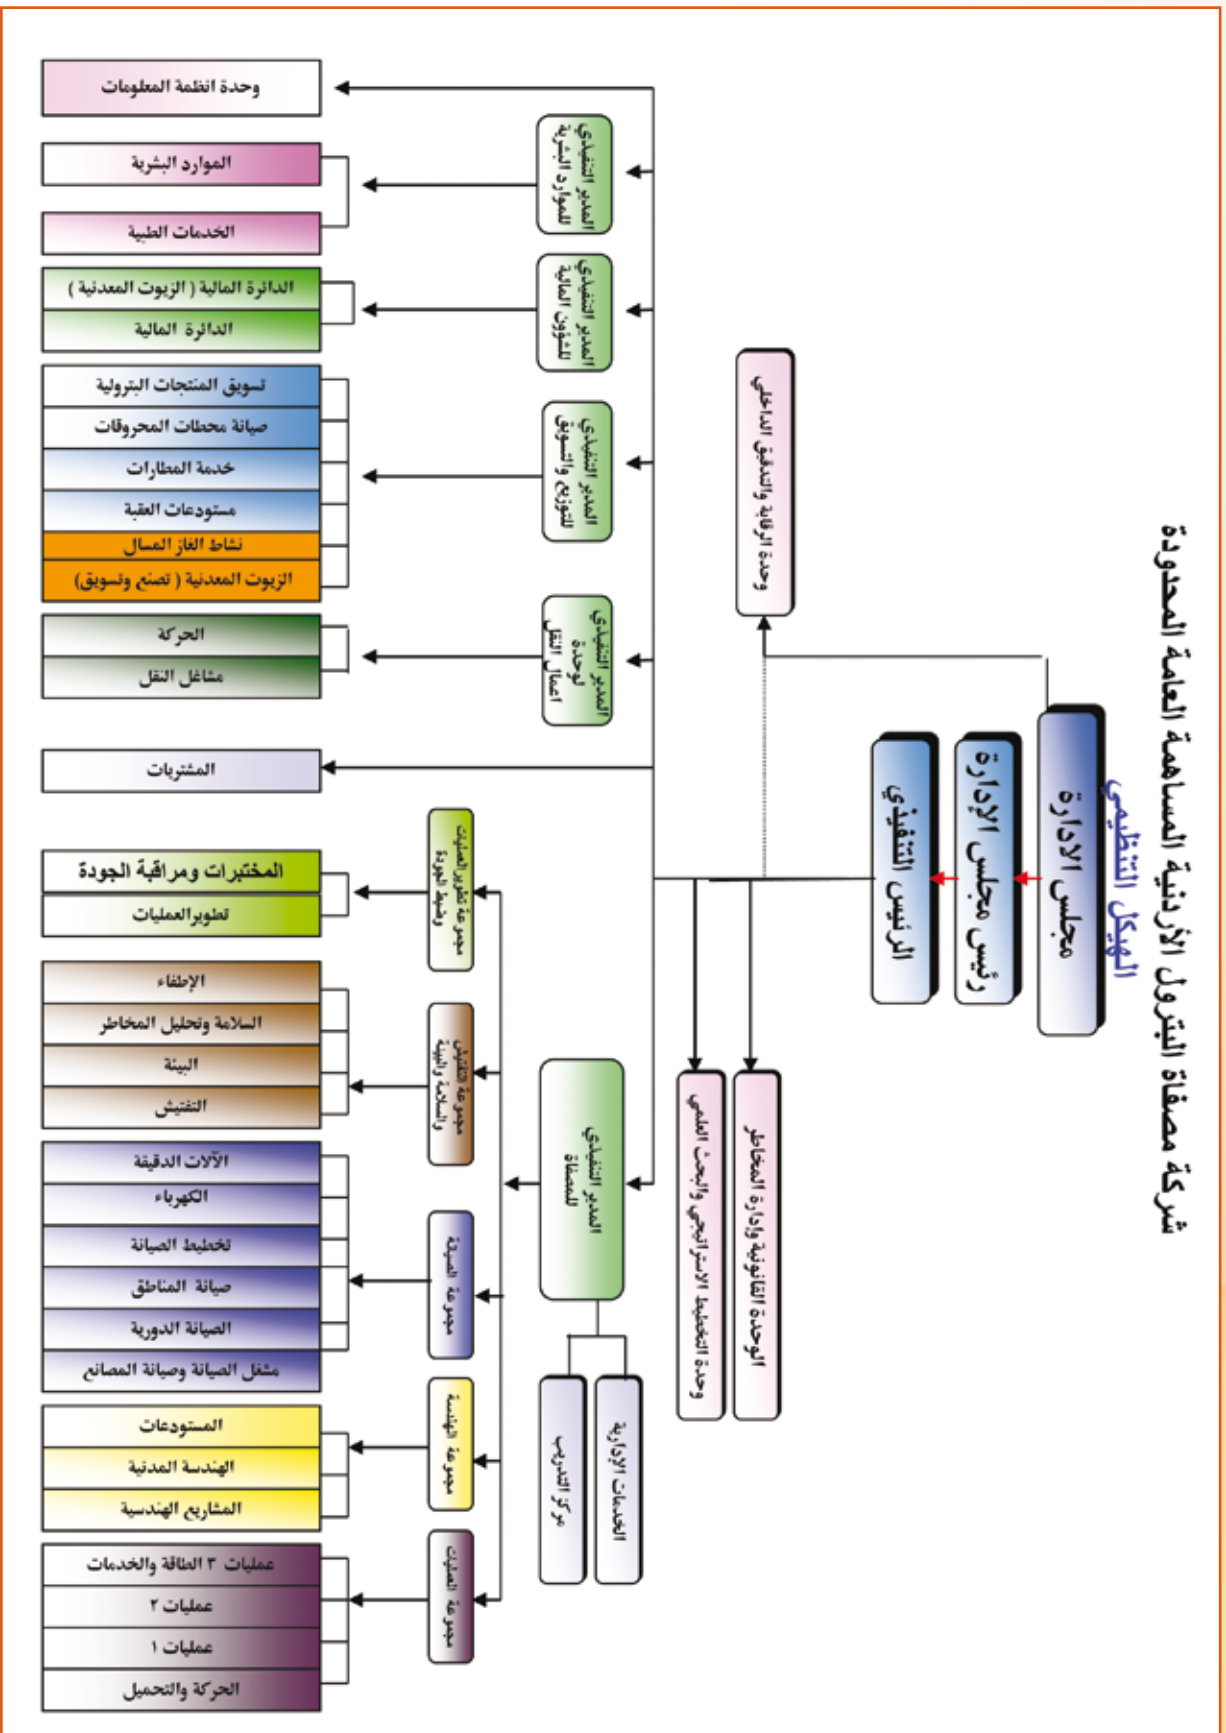 شركة مصفاة البترول الأردنية المساهمة العامة المحدودة
الهيكل التنظيمي
مجلس الادارة
رئيس مجلس الإدارة
الرئيس التنفيذي
وحدة الرقابة والتدقيق الداخلي
الوحدة القانونية وإدارة المخاطر
وحدة التخطيط الاستراتيجي والبحث العلمي
وحدة انظمة المعلومات
المدير التنفيذي
للموارد البشرية
الموارد البشرية
الخدمات الطبية
المدير التنفيذي
للشؤون المالية
الدائرة المالية ( الزيوت المعدنية )
الدائرة المالية
المدير التنفيذي
للتوزيع والتسويق
تسويق المنتجات البترولية
صيانة محطات المحروقات
خدمة المطارات
مستودعات العقبة
نشاط الغاز المسال
الزيوت المعدنية ( تصنع وتسويق)
المدير التنفيذي
لوحدة
اعمال النقل
الحركة
مشاغل النقل
المشتريات
المدير التنفيذي
للمصفاة
الخدمات الإدارية
مركز التدريب
مجموعة تطويرالعمليات
وضبط الجودة
المختبرات ومراقبة الجودة
تطويرالعمليات
مجموعة التفتيش
والسلامة والبيئة
الإطفاء
السلامة وتحليل المخاطر
البيئة
التفتيش
مجموعة الصيانة
الآلات الدقيقة
الكهرباء
تخطيط الصيانة
صيانة المناطق
الصيانة الدورية
مشغل الصيانة وصيانة المصانع
مجموعة الهندسة
المستودعات
الهندسة المدنية
المشاريع الهندسية
مجموعة العمليات
عمليات ٣ الطاقة والخدمات
عمليات ٢
عمليات ١
الحركة والتحميل